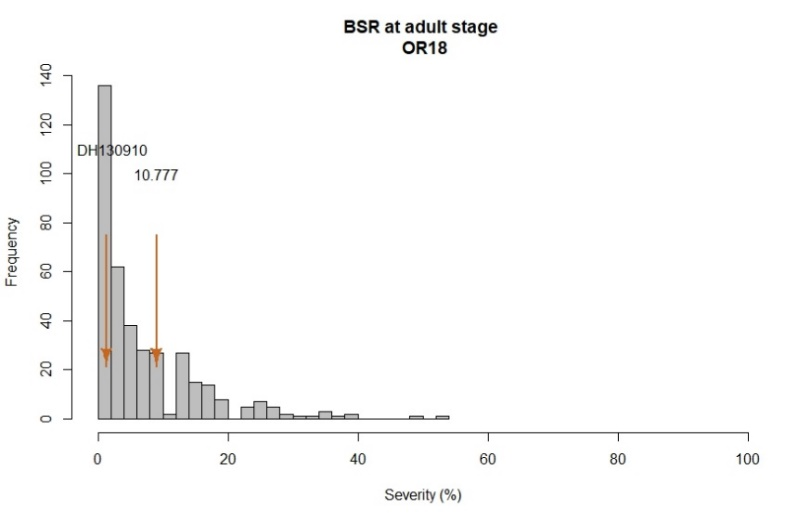 BSR at adult stage
OR18
140
120
100
80
60
40
20
0
Frequency
DH130910
10.777
0 20 40 60 80 100
Severity (%)